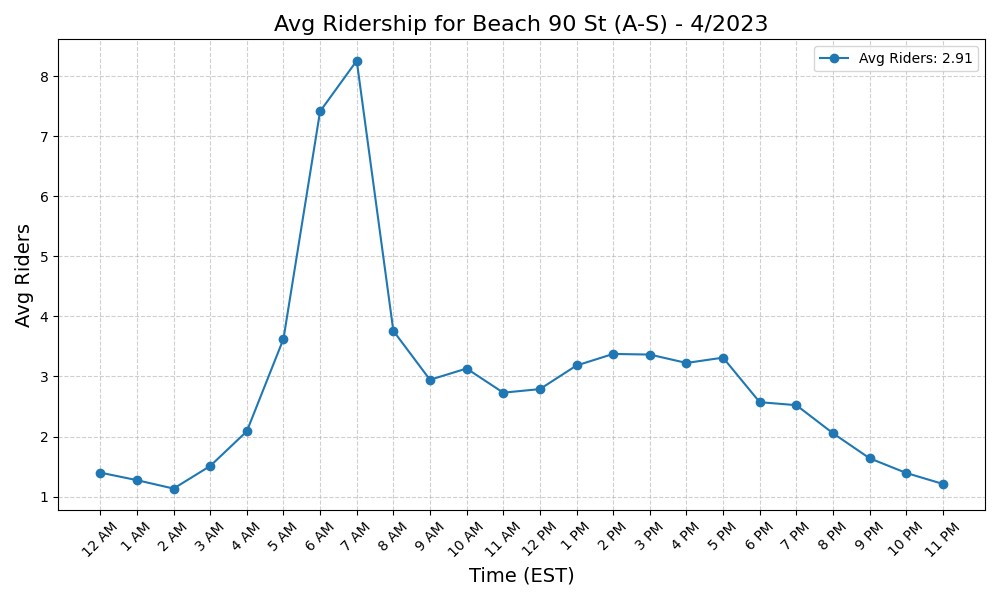 Avg Ridership for Beach 90 St (A-S) - 4/2023
Avg Riders: 2.91
Avg Riders
8
7
6
5
4
3
2
1
12 AM
1 AM
2 AM
3 AM
4 AM
5 AM
6 AM
7 AM
8 AM
9 AM
10 AM
11 AM
12 PM
1 PM
2 PM
3 PM
4 PM
5 PM
6 PM
7 PM
8 PM
9 PM
10 PM
11 PM
Time (EST)